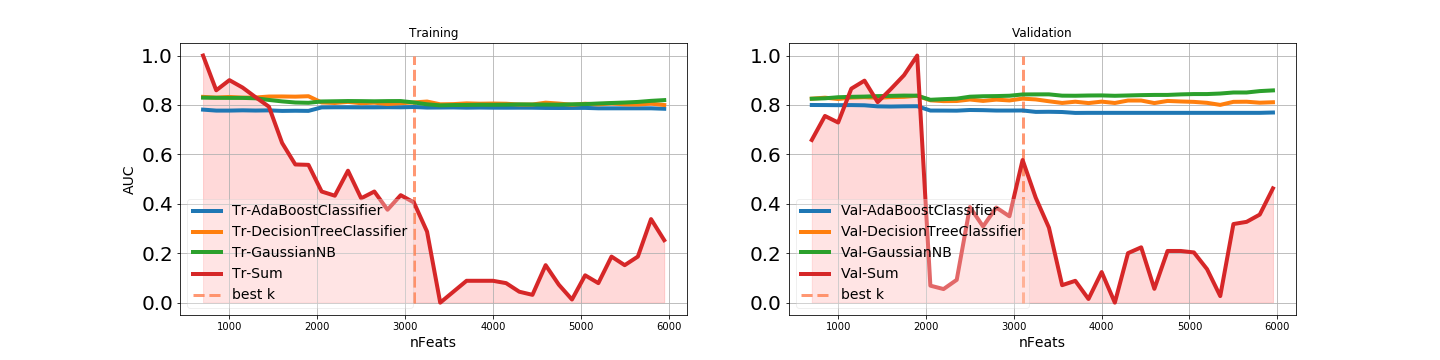 Training
1.0
0.8
0.6
0.4
0.2
0.0
AUC
Tr-AdaBoostClassifier
Tr-DecisionTreeClassifier
Tr-GaussianNB
Tr-Sum
best k
1000 2000 3000 4000 5000 6000
nFeats
Validation
1.0
0.8
0.6
0.4
0.2
0.0
Val-AdaBoostClassifier
Val-DecisionTreeClassifier
Val-GaussianNB
Val-Sum
best k
1000 2000 3000 4000 5000 6000
nFeats